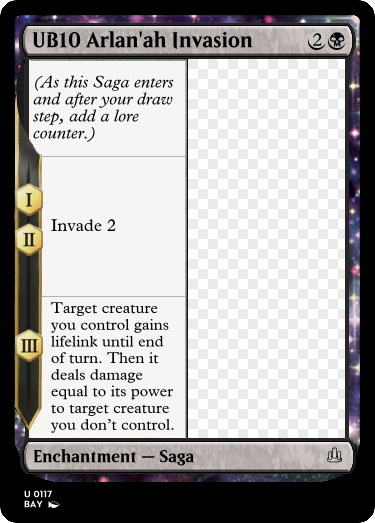 UB10 Arlan'ah Invasion 2
(As this Saga enters
and after your draw
step, add a lore
counter.)
I
II
Invade 2
III
Target creature
you control gains
lifelink until end
of turn. Then it
deals damage
equal to its power
to target creature
you don't control.
Enchantment — Saga
U 0117
BAY